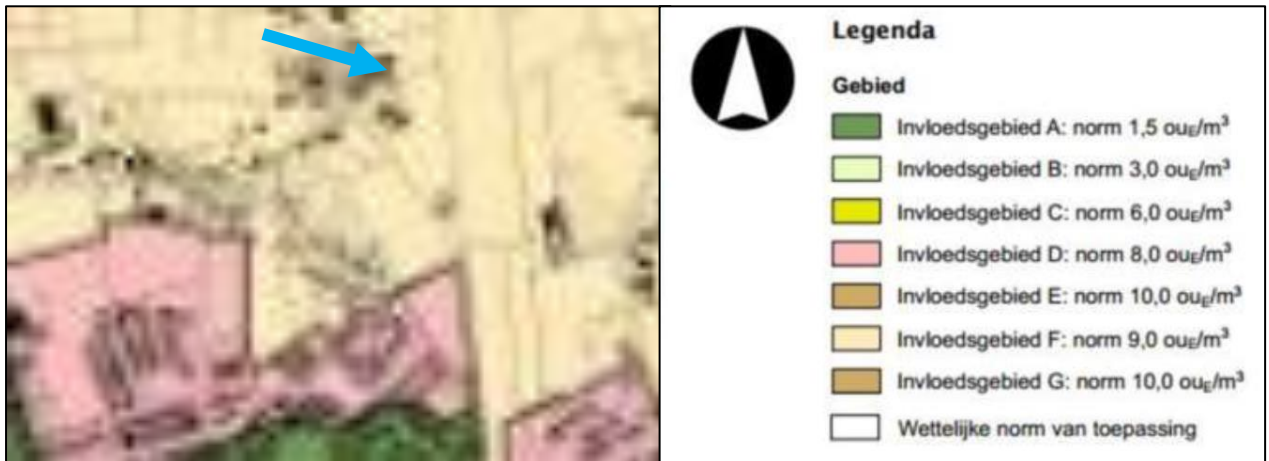 Legenda
Gebied
Invloedsgebied A: norm 1,5 ouE/m³
Invloedsgebied B: norm 3,0 ouE/m³
Invloedsgebied C: norm 6,0 ouE/m³
Invloedsgebied D: norm 8,0 ouE/m³
Invloedsgebied E: norm 10,0 ouE/m³
Invloedsgebied F: norm 9,0 ouE/m³
Invloedsgebied G: norm 10,0 ouE/m³
Wettelijke norm van toepassing